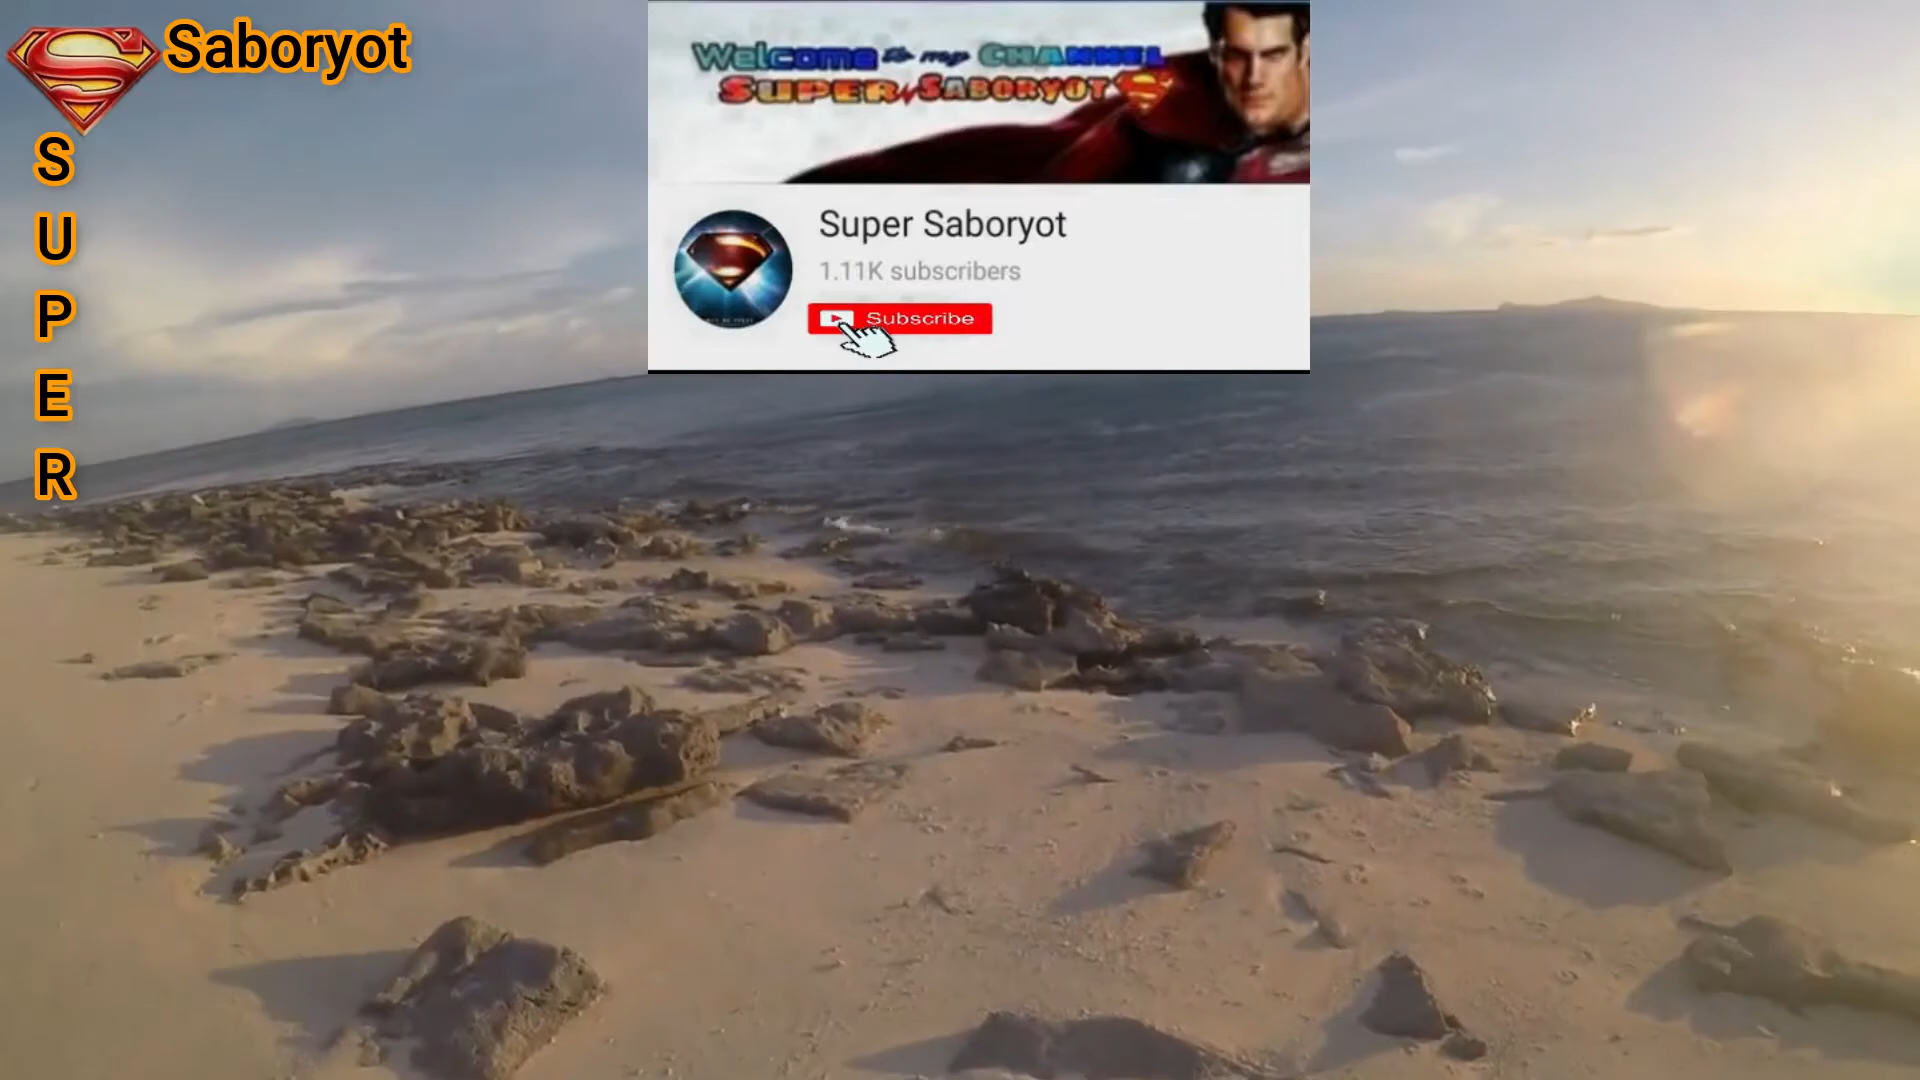 Saboryot
S
U
P
E
R
Welcome to my CHANNEL
SUPER SABORYOT
Super Saboryot
1.11K subscribers
Subscribe